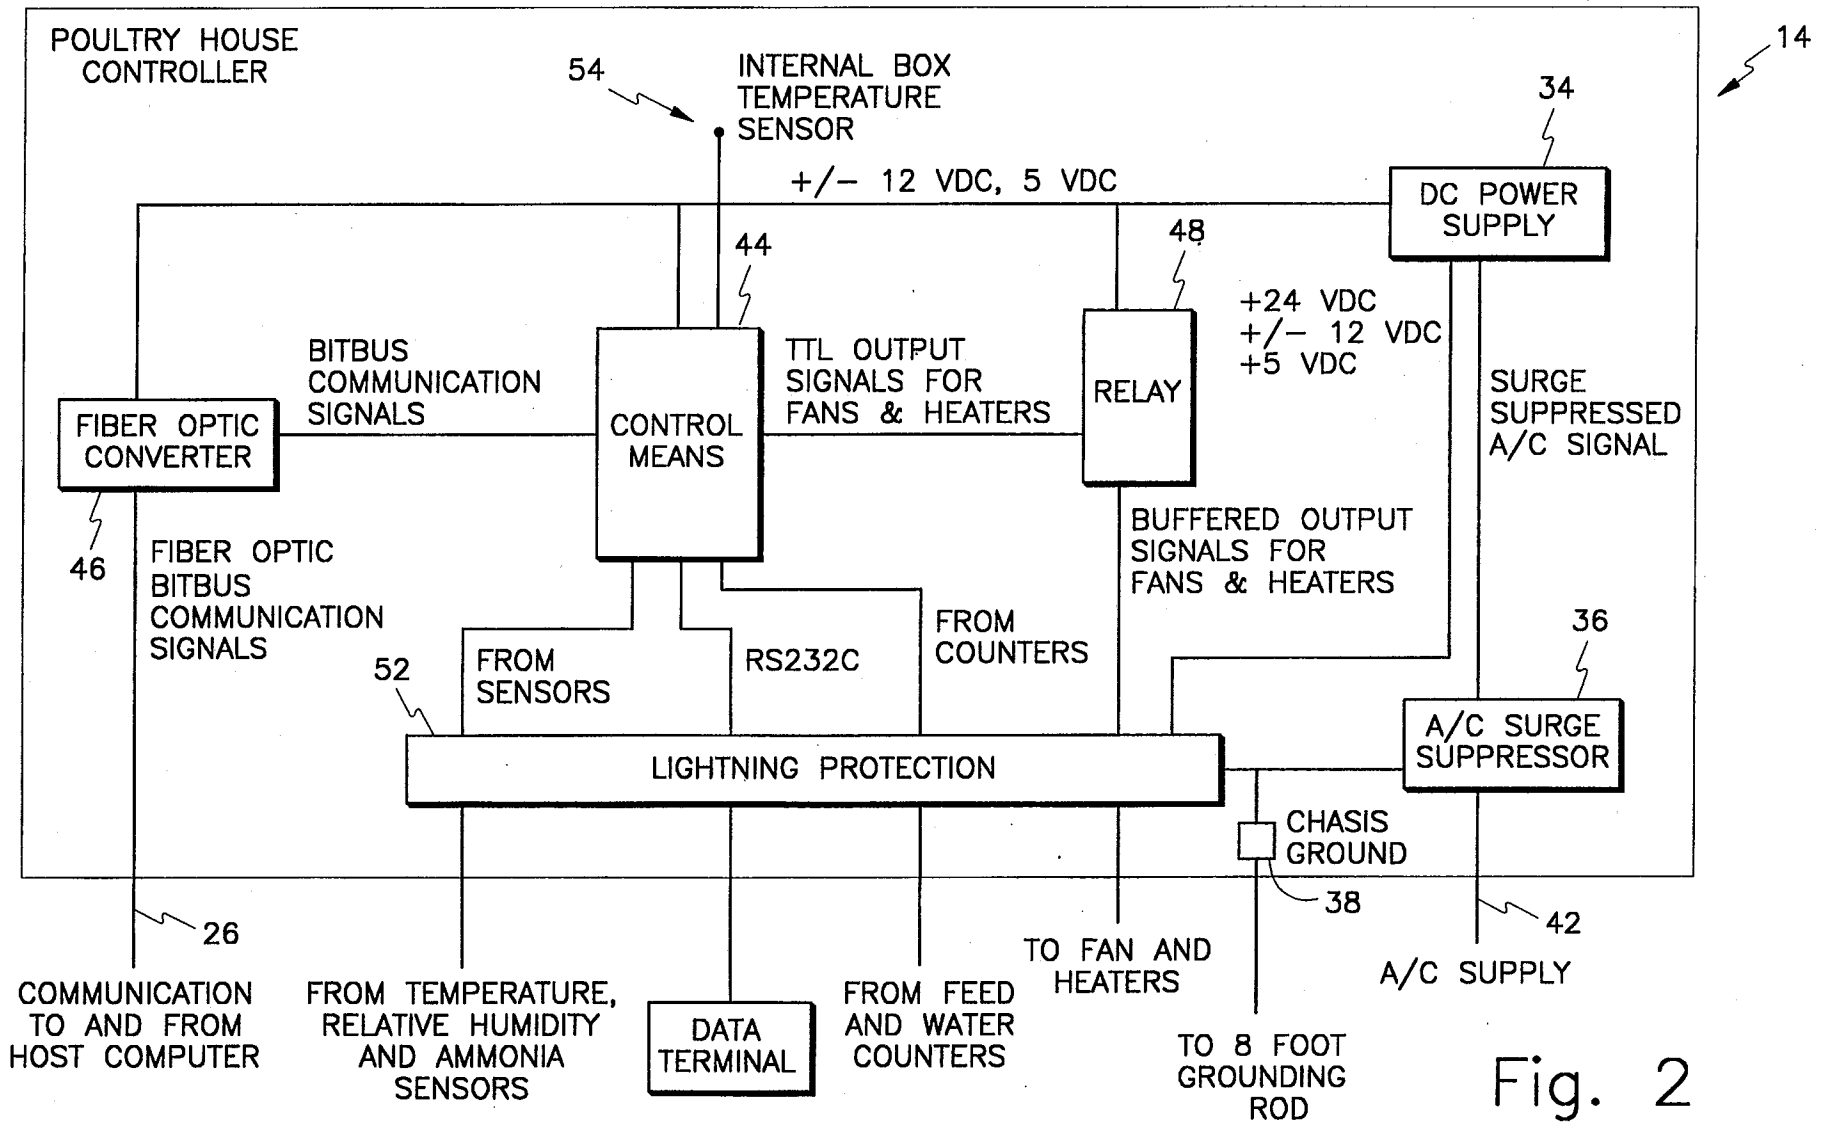 POULTRY HOUSE
CONTROLLER
14
54
INTERNAL BOX
TEMPERATURE
SENSOR
34
+/- 12 VDC, 5 VDC
DC POWER
SUPPLY
44
48
+24 VDC
+/- 12 VDC
+5 VDC
BITBUS
COMMUNICATION
SIGNALS
TTL OUTPUT
SIGNALS FOR
FANS & HEATERS
RELAY
SURGE
SUPPRESSED
A/C SIGNAL
FIBER OPTIC
CONVERTER
CONTROL
MEANS
46
FIBER OPTIC
BITBUS
COMMUNICATION
SIGNALS
BUFFERED OUTPUT
SIGNALS FOR
FANS & HEATERS
52
FROM
SENSORS
RS232C
FROM
COUNTERS
36
LIGHTNING PROTECTION
A/C SURGE
SUPPRESSOR
CHASIS
GROUND
38
26
42
COMMUNICATION
TO AND FROM
HOST COMPUTER
FROM TEMPERATURE,
RELATIVE HUMIDITY
AND AMMONIA
SENSORS
DATA
TERMINAL
FROM FEED
AND WATER
COUNTERS
TO FAN AND
HEATERS
TO 8 FOOT
GROUNDING
ROD
A/C SUPPLY
Fig. 2